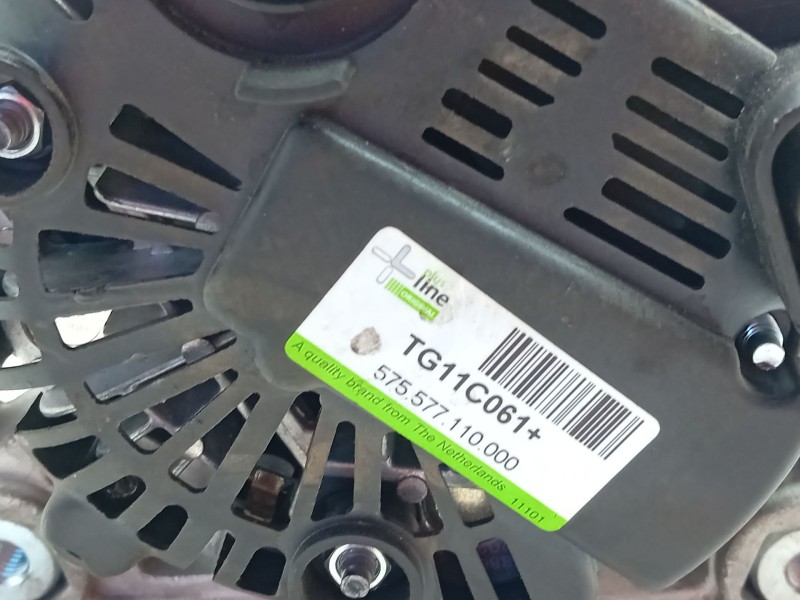 plus
line
ORIGINAL
TG11C061+
575.577.110.000
A quality brand from The Netherlands 11101